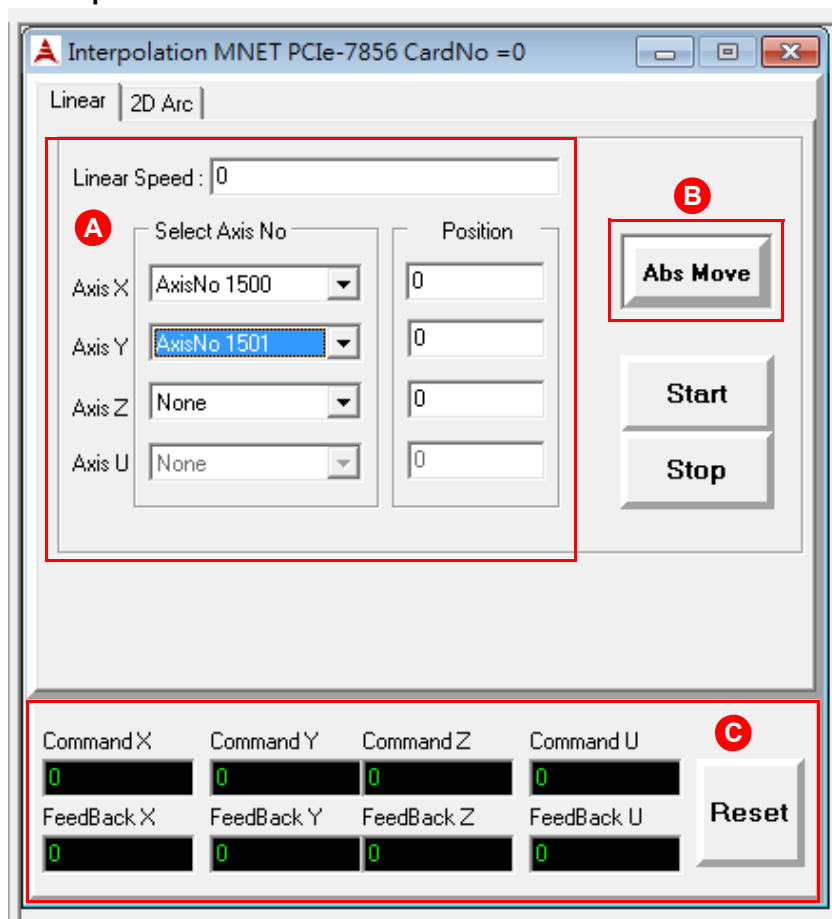 Interpolation MNET PCIe-7856 CardNo =0
Linear 2D Arc
Linear Speed : 0
A
B
Select Axis No Position
Abs Move
Axis X AxisNo 1500 0
Axis Y AxisNo 1501 0
Axis Z None 0
Start
Axis U None 0
Stop
C
Command X Command Y Command Z Command U
0 0 0 0
FeedBack X FeedBack Y FeedBack Z FeedBack U
Reset
0 0 0 0